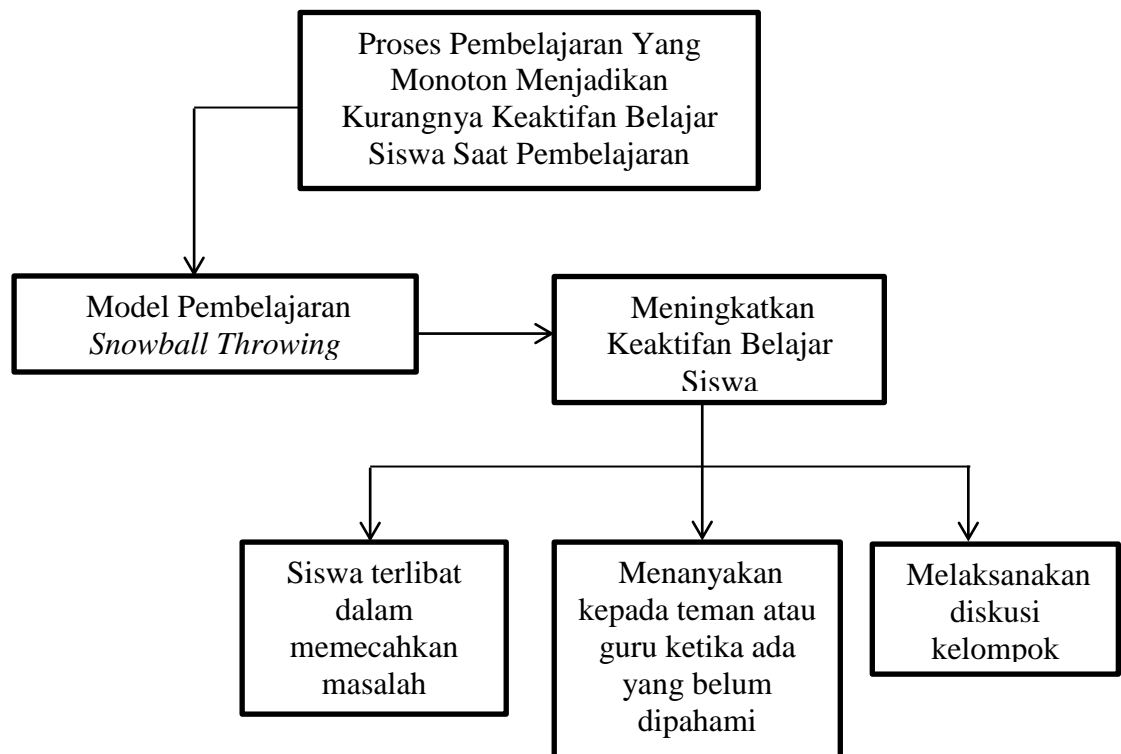 Proses Pembelajaran Yang
Monoton Menjadikan
Kurangnya Keaktifan Belajar
Siswa Saat Pembelajaran
Model Pembelajaran
Snowball Throwing
Meningkatkan
Keaktifan Belajar
Siswa
Siswa terlibat
dalam
memecahkan
masalah
Menanyakan
kepada teman atau
guru ketika ada
yang belum
dipahami
Melaksanakan
diskusi
kelompok